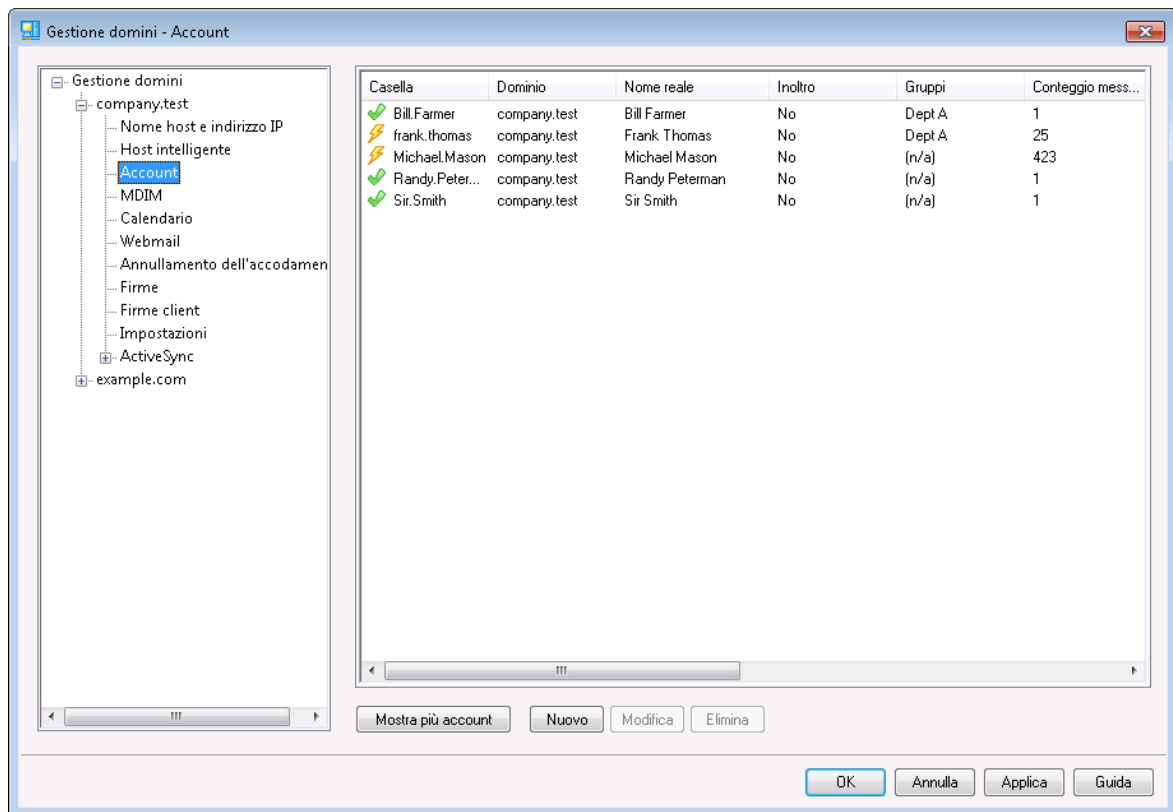 Gestione domini - Account
Gestione domini
company.test
Nome host e indirizzo IP
Host intelligente
Account
MDIM
Calendario
Webmail
Annullamento dell'accodamen
Firme
Firme client
Impostazioni
ActiveSync
example.com
Casella Dominio Nome reale Inoltro Gruppi Conteggio mess...
Bill.Farmer company.test Bill Farmer No Dept A 1
frank.thomas company.test Frank Thomas No Dept A 25
Michael.Mason company.test Michael Mason No (n/a) 423
Randy.Peter... company.test Randy Peterman No (n/a) 1
Sir.Smith company.test Sir Smith No (n/a) 1
Mostra più account Nuovo Modifica Elimina
OK Annulla Applica Guida